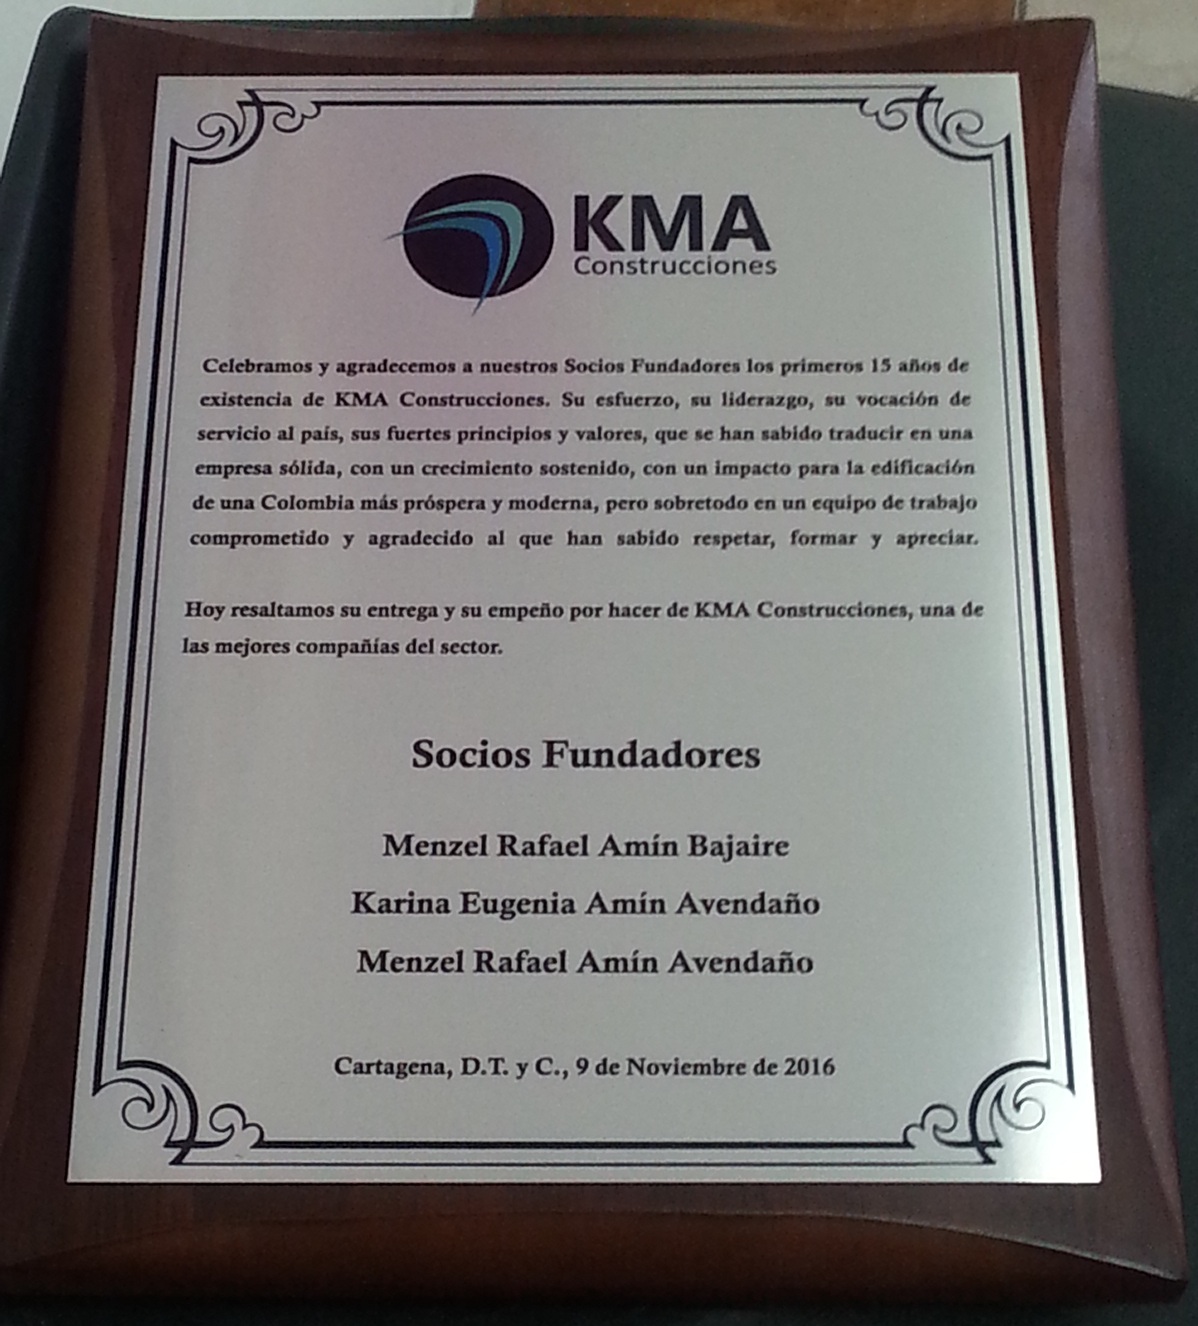 KMA
Construcciones
Celebramos y agradecemos a nuestros Socios Fundadores los primeros 15 años de
existencia de KMA Construcciones. Su esfuerzo, su liderazgo, su vocación de
servicio al país, sus fuertes principios y valores, que se han sabido traducir en una
empresa sólida, con un crecimiento sostenido, con un impacto para la edificación
de una Colombia más próspera y moderna, pero sobretodo en un equipo de trabajo
comprometido y agradecido al que han sabido respetar, formar y apreciar.
Hoy resaltamos su entrega y su empeño por hacer de KMA Construcciones, una de
las mejores compañías del sector.
Socios Fundadores
Menzel Rafael Amín Bajaire
Karina Eugenia Amín Avendaño
Menzel Rafael Amín Avendaño
Cartagena, D.T. y C., 9 de Noviembre de 2016